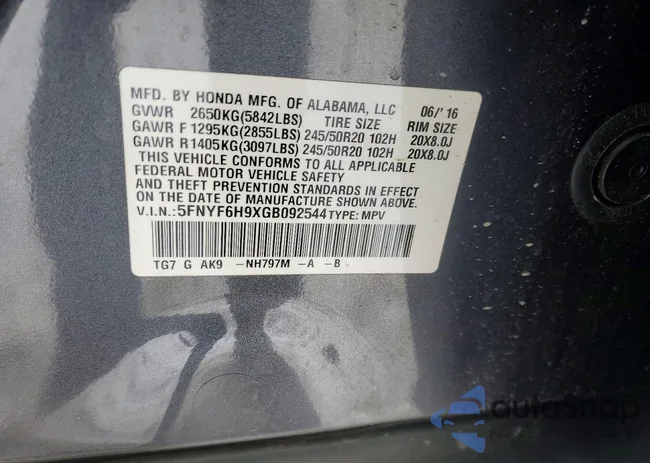 MFD. BY HONDA MFG. OF ALABAMA, LLC 06/'16
GVWR 2650KG(5842LBS) TIRE SIZE RIM SIZE
GAWR F 1295KG(2855LBS) 245/50R20 102H 20X8.0J
GAWR R1405KG(3097LBS) 245/50R20 102H 20X8.0J
THIS VEHICLE CONFORMS TO ALL APPLICABLE
FEDERAL MOTOR VEHICLE SAFETY
AND THEFT PREVENTION STANDARDS IN EFFECT
ON THE DATE OF MANUFACTURE SHOWN ABOVE.
V.I.N.:5FNYF6H9XGB092544 TYPE: MPV
TG7 G AK9 -NH797M -A -B
aulaSnap